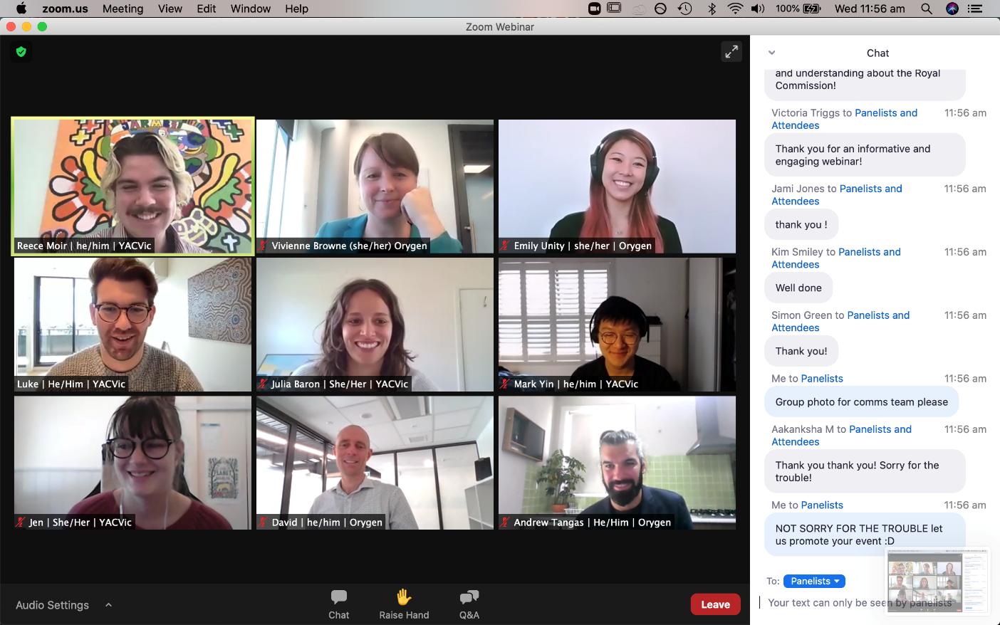 zoom.us Meeting View Edit Window Help 100% Wed 11:56 am
Zoom Webinar
Reece Moir | he/him | YACVic
Vivienne Browne (she/her) Orygen
Emily Unity | she/her | Orygen
Luke | He/Him | YACVic
Julia Baron | She/Her | YACVic
Mark Yin | he/him | YACVic
Jen | She/Her | YACVic
David | he/him | Orygen
Andrew Tangas | He/Him | Orygen
Audio Settings
Chat
Raise Hand
Q&A
Leave
Chat
and understanding about the Royal
Commission!
Victoria Triggs to Panelists and 11:56 am
Attendees
Thank you for an informative and
engaging webinar!
Jami Jones to Panelists and 11:56 am
Attendees
thank you !
Kim Smiley to Panelists and 11:56 am
Attendees
Well done
Simon Green to Panelists and 11:56 am
Attendees
Thank you!
Me to Panelists 11:56 am
Group photo for comms team please
Aakanksha M to Panelists and 11:56 am
Attendees
Thank you thank you! Sorry for the
trouble!
Me to Panelists 11:56 am
NOT SORRY FOR THE TROUBLE let
us promote your event :D
To: Panelists
Your text can only be seen by panelists